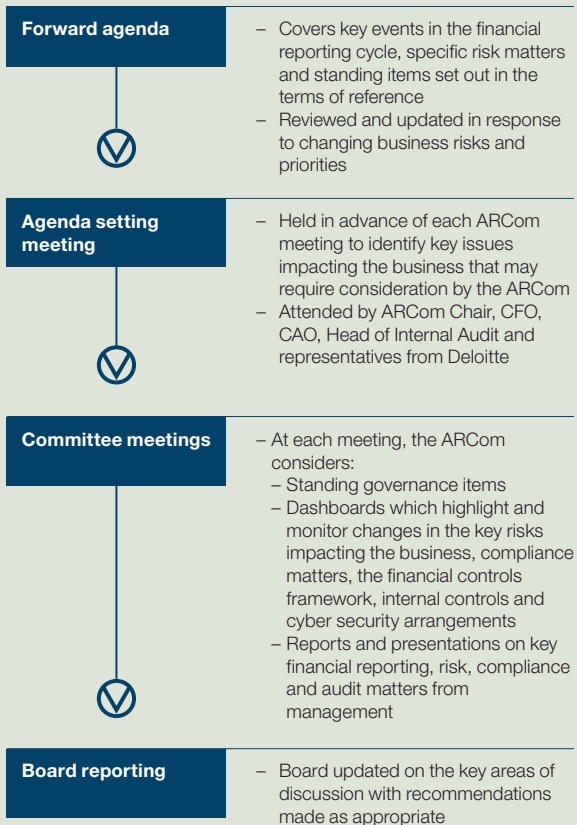 Forward agenda
– Covers key events in the financial
reporting cycle, specific risk matters
and standing items set out in the
terms of reference
– Reviewed and updated in response
to changing business risks and
priorities
Agenda setting
meeting
– Held in advance of each ARCom
meeting to identify key issues
impacting the business that may
require consideration by the ARCom
– Attended by ARCom Chair, CFO,
CAO, Head of Internal Audit and
representatives from Deloitte
Committee meetings
– At each meeting, the ARCom
considers:
– Standing governance items
– Dashboards which highlight and
monitor changes in the key risks
impacting the business, compliance
matters, the financial controls
framework, internal controls and
cyber security arrangements
– Reports and presentations on key
financial reporting, risk, compliance
and audit matters from
management
Board reporting
– Board updated on the key areas of
discussion with recommendations
made as appropriate